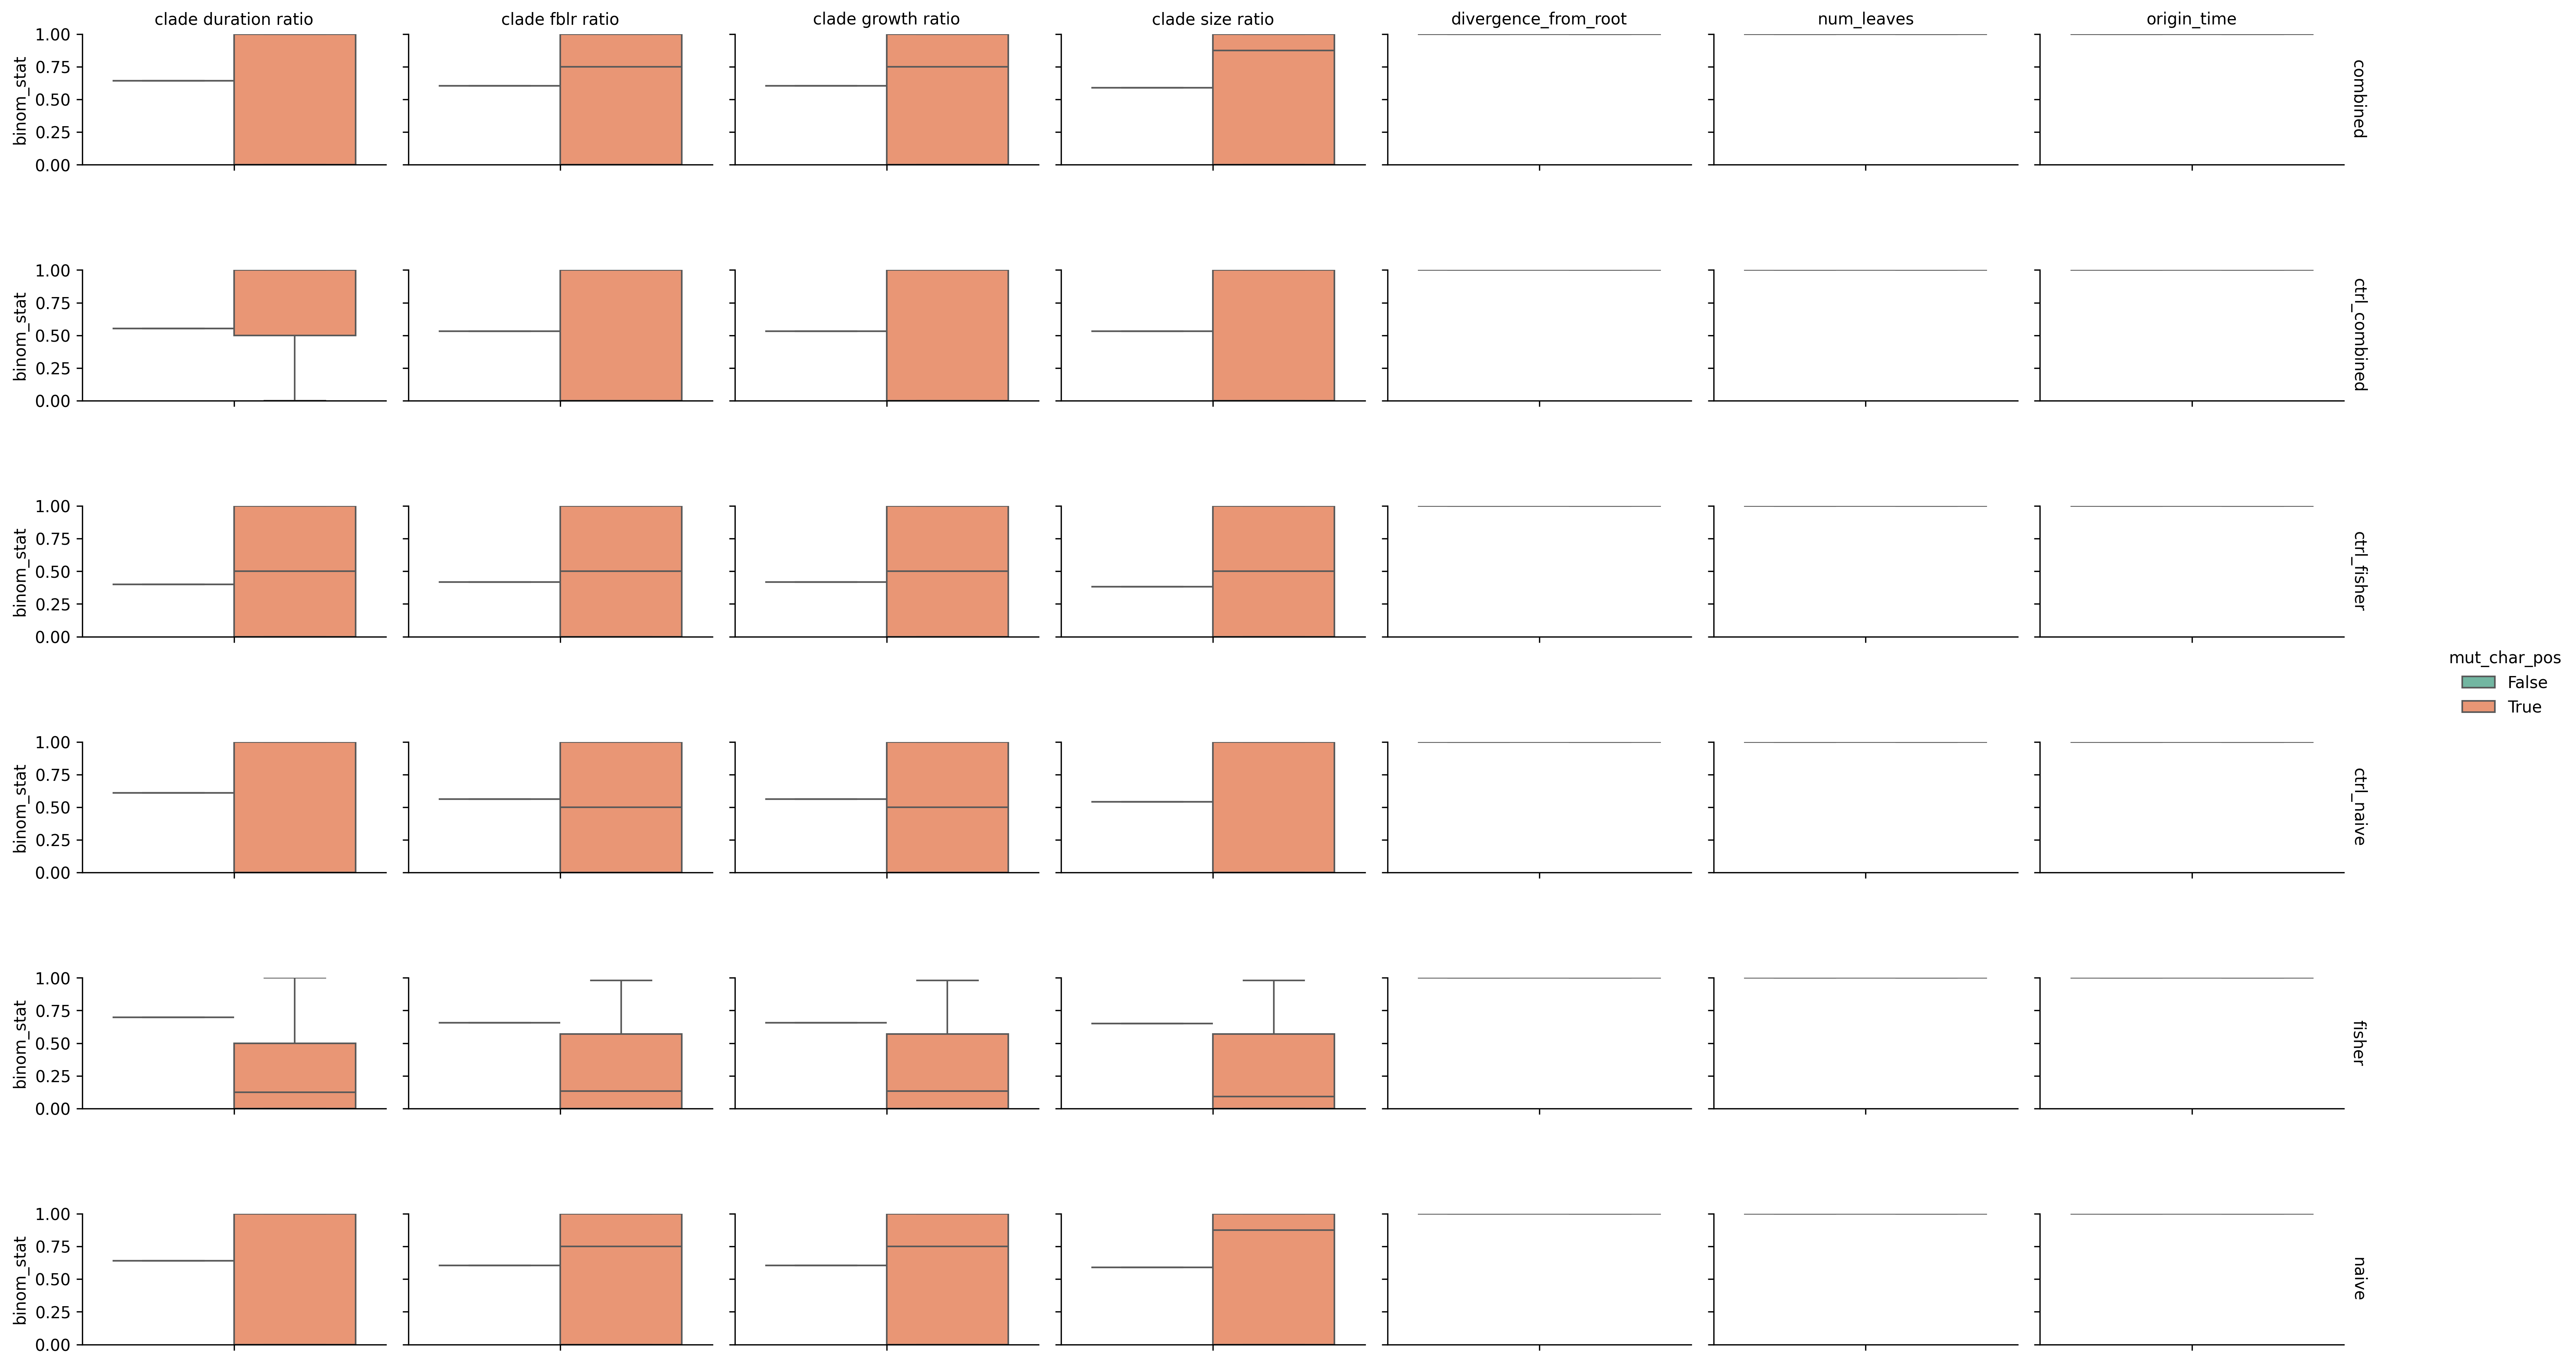 clade duration ratio
clade fblr ratio
clade growth ratio
clade size ratio
divergence_from_root
num_leaves
origin_time
1.00
0.75
0.50
0.25
0.00
binom_stat
combined
1.00
0.75
0.50
0.25
0.00
binom_stat
ctrl_combined
1.00
0.75
0.50
0.25
0.00
binom_stat
ctrl_fisher
mut_char_pos
False
True
1.00
0.75
0.50
0.25
0.00
binom_stat
ctrl_naive
1.00
0.75
0.50
0.25
0.00
binom_stat
fisher
1.00
0.75
0.50
0.25
0.00
binom_stat
naive